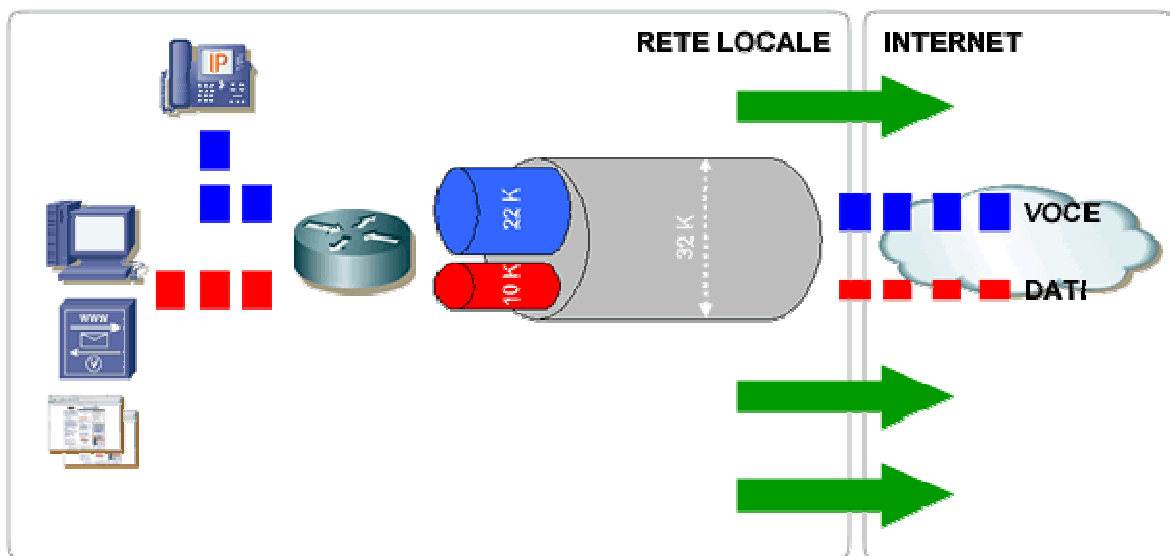 RETE LOCALE
INTERNET
IP
22 K
32 K
10 K
VOCE
DATI
WWW